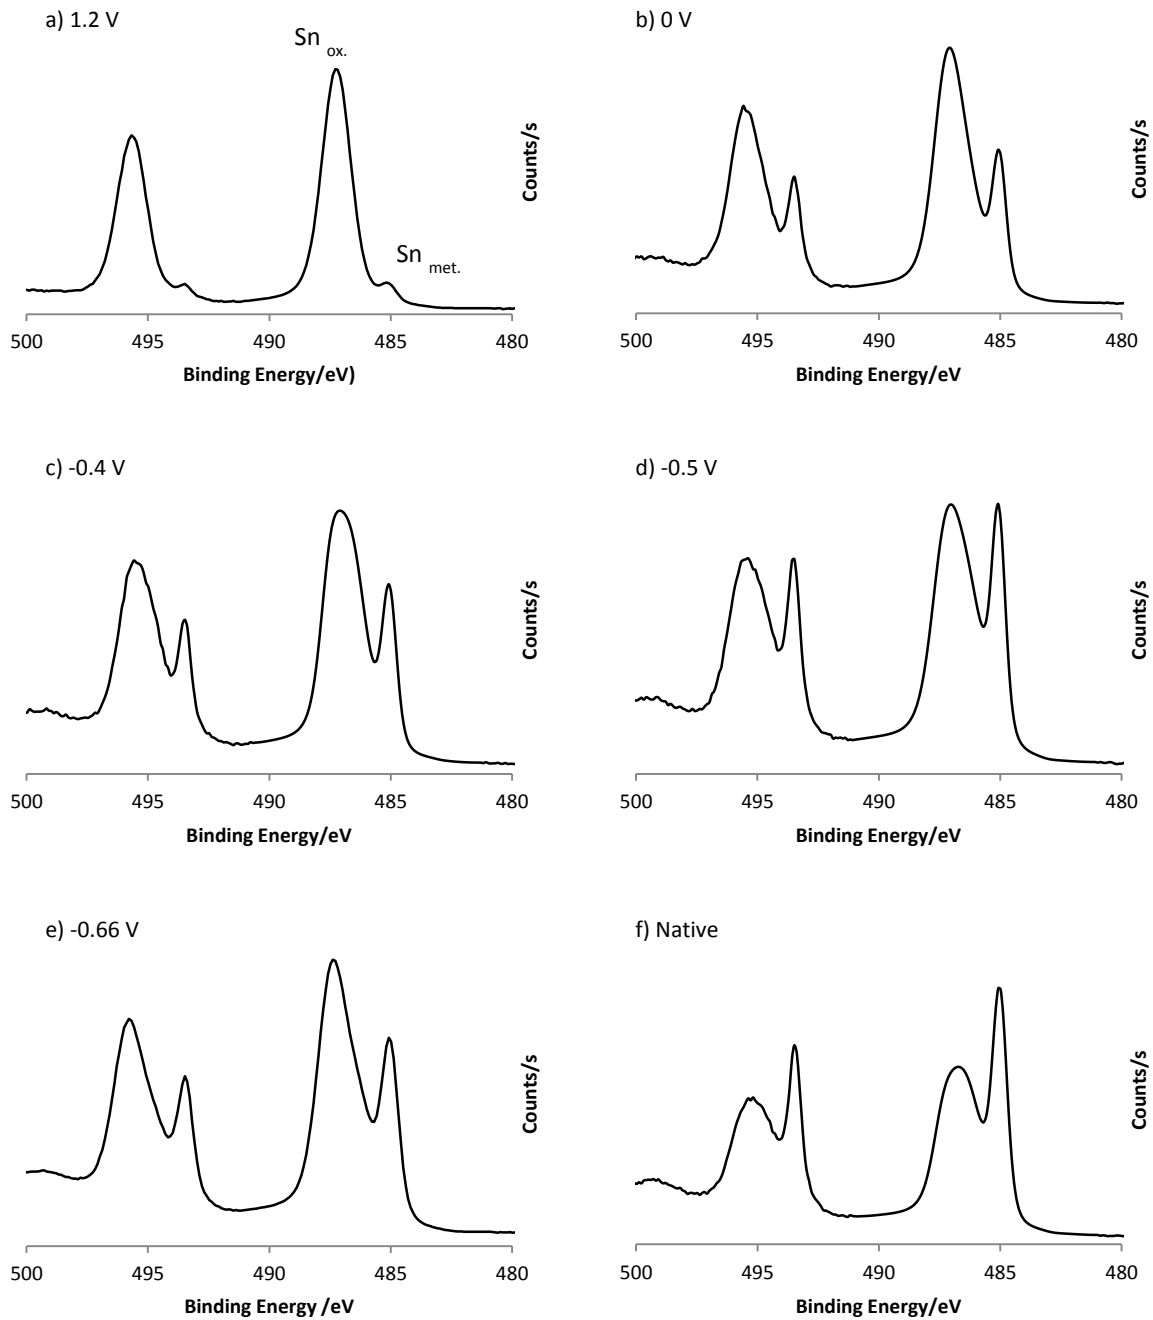 a) 1.2 V
Sn ox.
Sn met.
Counts/s
500 495 490 485 480
Binding Energy/eV)
b) 0 V
Counts/s
500 495 490 485 480
Binding Energy/eV
c) -0.4 V
Counts/s
500 495 490 485 480
Binding Energy/eV
d) -0.5 V
Counts/s
500 495 490 485 480
Binding Energy/eV
e) -0.66 V
Counts/s
500 495 490 485 480
Binding Energy /eV
f) Native
Counts/s
500 495 490 485 480
Binding Energy/eV